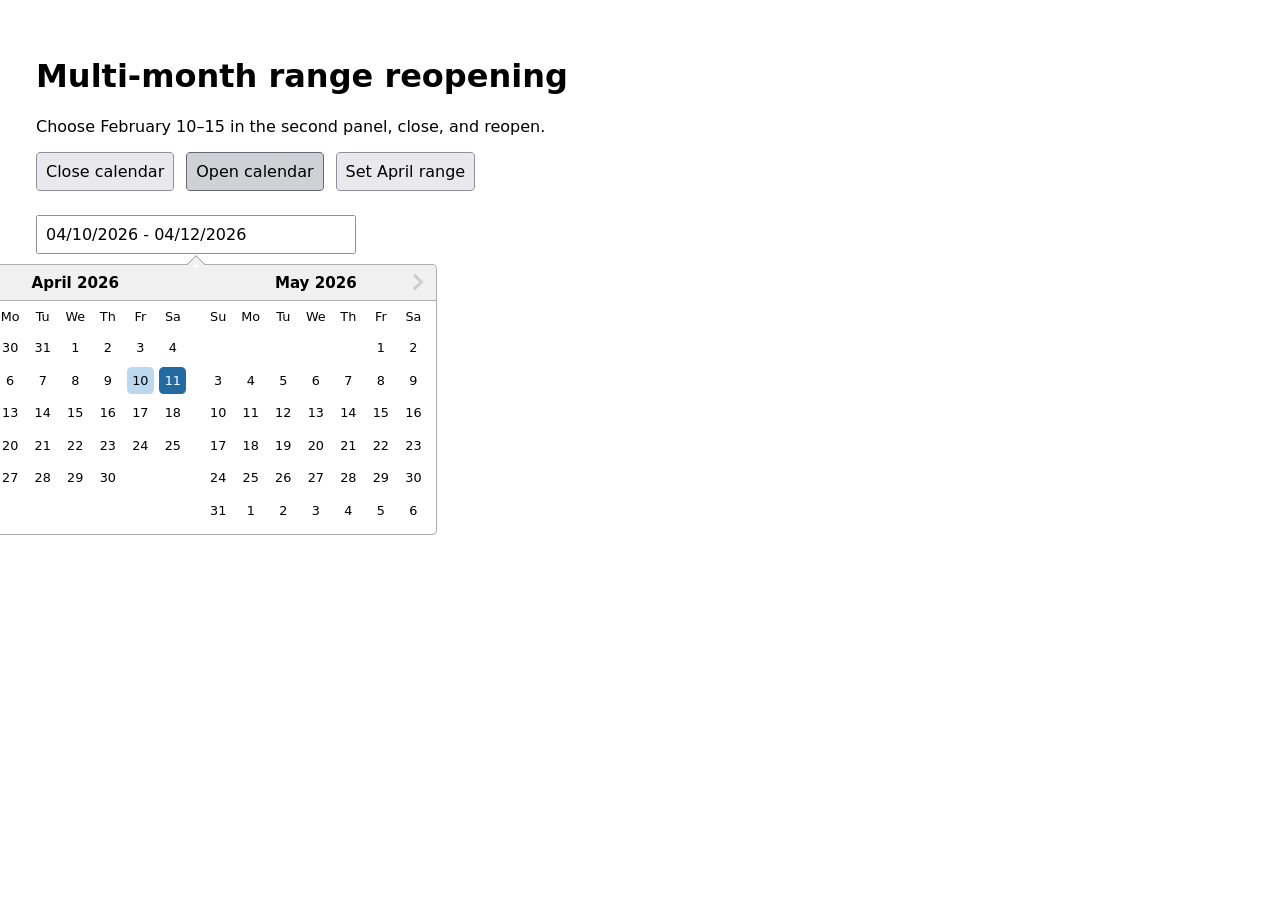 Multi-month range reopening
Choose February 10–15 in the second panel, close, and reopen.
Close calendar Open calendar Set April range
04/10/2026 - 04/12/2026
April 2026 May 2026
Mo Tu We Th Fr Sa Su Mo Tu We Th Fr Sa
30 31 1 2 3 4 1 2
6 7 8 9 10 11 3 4 5 6 7 8 9
13 14 15 16 17 18 10 11 12 13 14 15 16
20 21 22 23 24 25 17 18 19 20 21 22 23
27 28 29 30 24 25 26 27 28 29 30
31 1 2 3 4 5 6